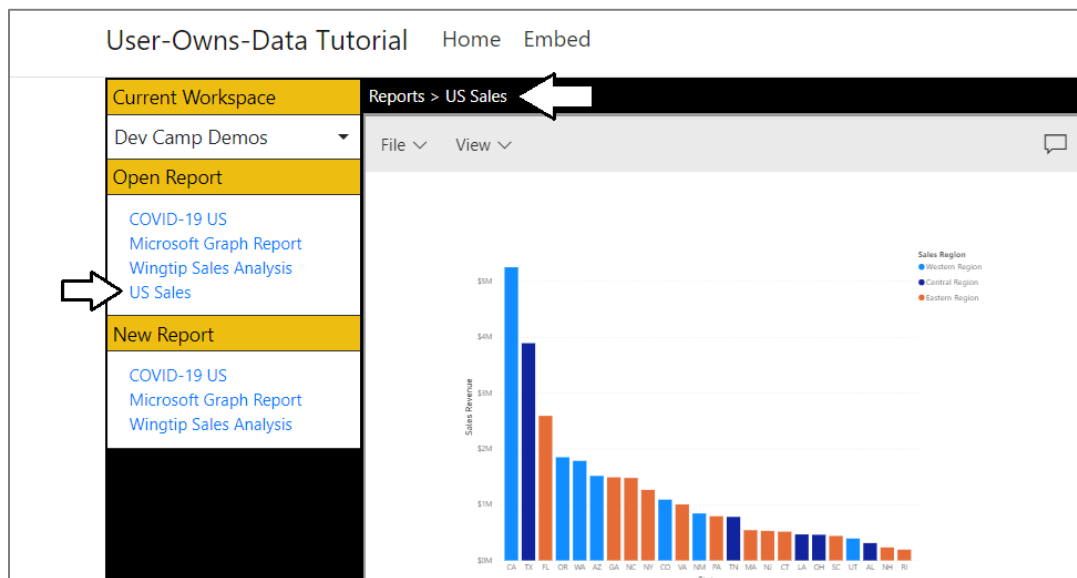 User-Owns-Data Tutorial Home Embed
Current Workspace
Dev Camp Demos
Open Report
COVID-19 US
Microsoft Graph Report
Wingtip Sales Analysis
US Sales
New Report
COVID-19 US
Microsoft Graph Report
Wingtip Sales Analysis
Reports > US Sales
File View
Sales Region
Western Region
Central Region
Eastern Region
Sales Revenue
$5M
$4M
$3M
$2M
$1M
$0M
CA TX FL OR WA AZ GA NC NY CO VA NM PA TN MA NJ CT LA OH SC UT AL NH RI